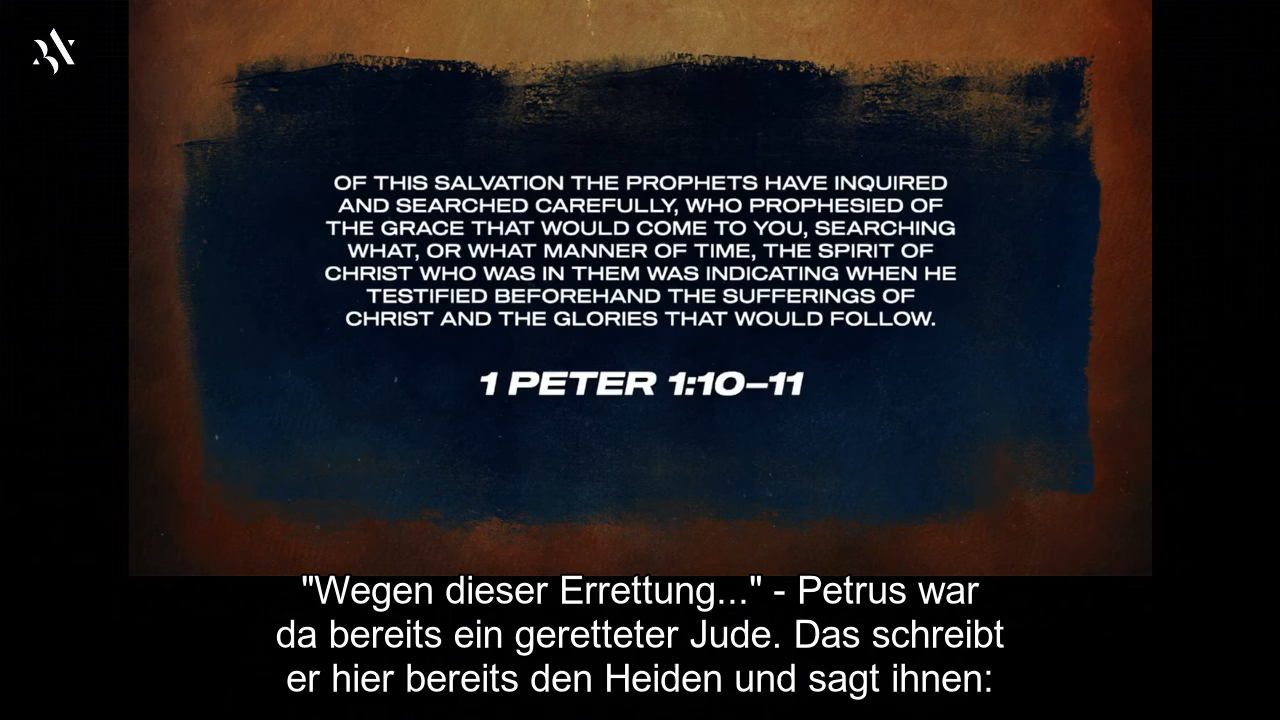 OF THIS SALVATION THE PROPHETS HAVE INQUIRED
AND SEARCHED CAREFULLY, WHO PROPHESIED OF
THE GRACE THAT WOULD COME TO YOU, SEARCHING
WHAT, OR WHAT MANNER OF TIME, THE SPIRIT OF
CHRIST WHO WAS IN THEM WAS INDICATING WHEN HE
TESTIFIED BEFOREHAND THE SUFFERINGS OF
CHRIST AND THE GLORIES THAT WOULD FOLLOW.
1 PETER 1:10–11
"Wegen dieser Errettung..." - Petrus war
da bereits ein geretteter Jude. Das schreibt
er hier bereits den Heiden und sagt ihnen: